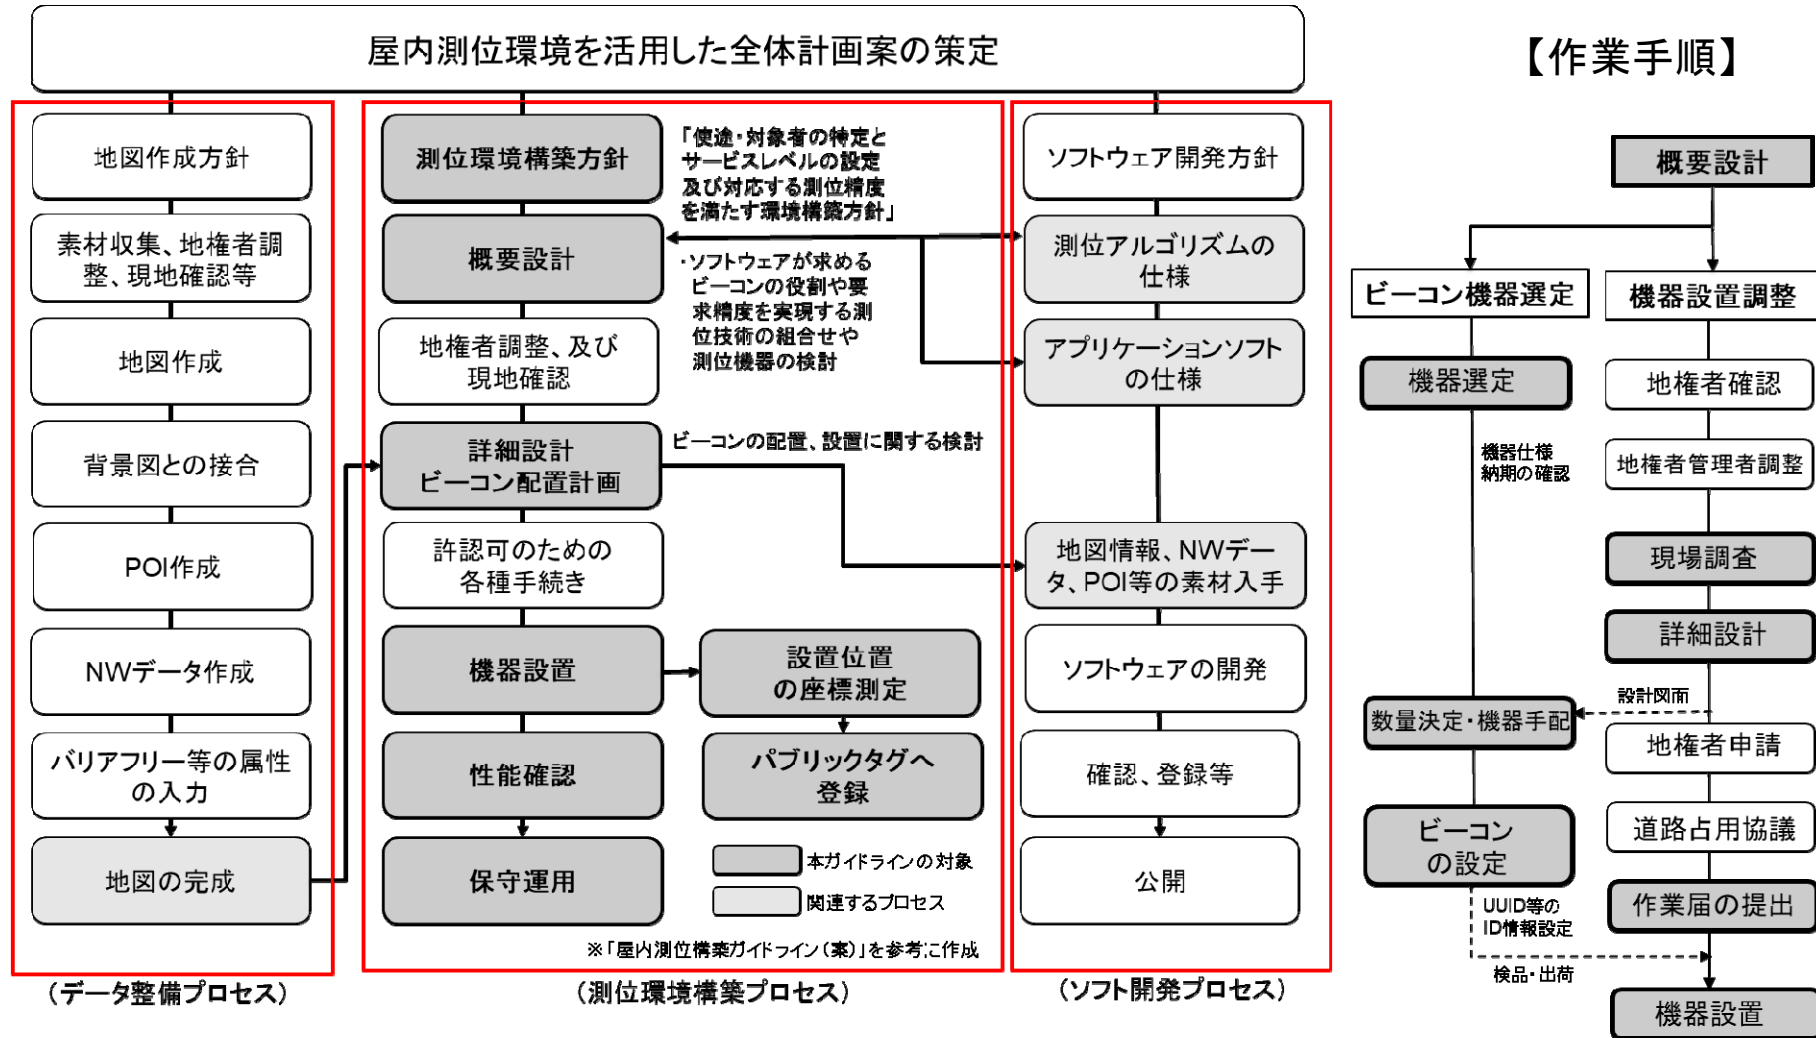 屋内測位環境を活用した全体計画案の策定
【作業手順】
地図作成方針
素材収集、地権者調
整、現地確認等
地図作成
背景図との接合
POI作成
NWデータ作成
バリアフリー等の属性
の入力
地図の完成
(データ整備プロセス)
測位環境構築方針
「使途・対象者の特定と
サービスレベルの設定
及び対応する測位精度
を満たす環境構築方針」
概要設計
・ソフトウェアが求める
ビーコンの役割や要
求精度を実現する測
位技術の組合せや
測位機器の検討
地権者調整、及び
現地確認
詳細設計
ビーコン配置計画
ビーコンの配置、設置に関する検討
許認可のための
各種手続き
機器設置
設置位置
の座標測定
性能確認
パブリックタグへ
登録
保守運用
本ガイドラインの対象
関連するプロセス
※「屋内測位構築ガイドライン(案)」を参考に作成
(測位環境構築プロセス)
ソフトウェア開発方針
測位アルゴリズムの
仕様
アプリケーションソフト
の仕様
地図情報、NWデー
タ、POI等の素材入手
ソフトウェアの開発
確認、登録等
公開
(ソフト開発プロセス)
概要設計
ビーコン機器選定
機器選定
機器仕様
納期の確認
数量決定・機器手配
ビーコン
の設定
UUID等の
ID情報設定
検品・出荷
機器設置調整
地権者確認
地権者管理者調整
現場調査
詳細設計
設計図面
地権者申請
道路占用協議
作業届の提出
機器設置